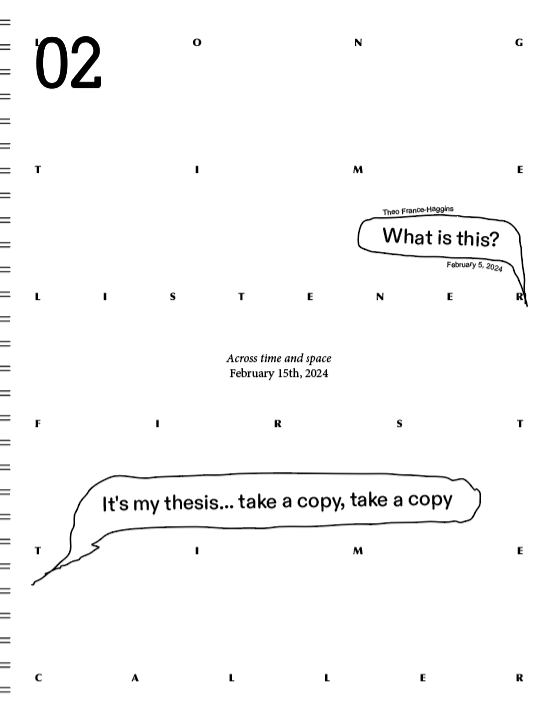 02
L O N G
T I M E
Theo France-Haggins
What is this?
February 5, 2024
L I S T E N E R
Across time and space
February 15th, 2024
F I R S T
It's my thesis... take a copy, take a copy
T I M E
C A L L E R